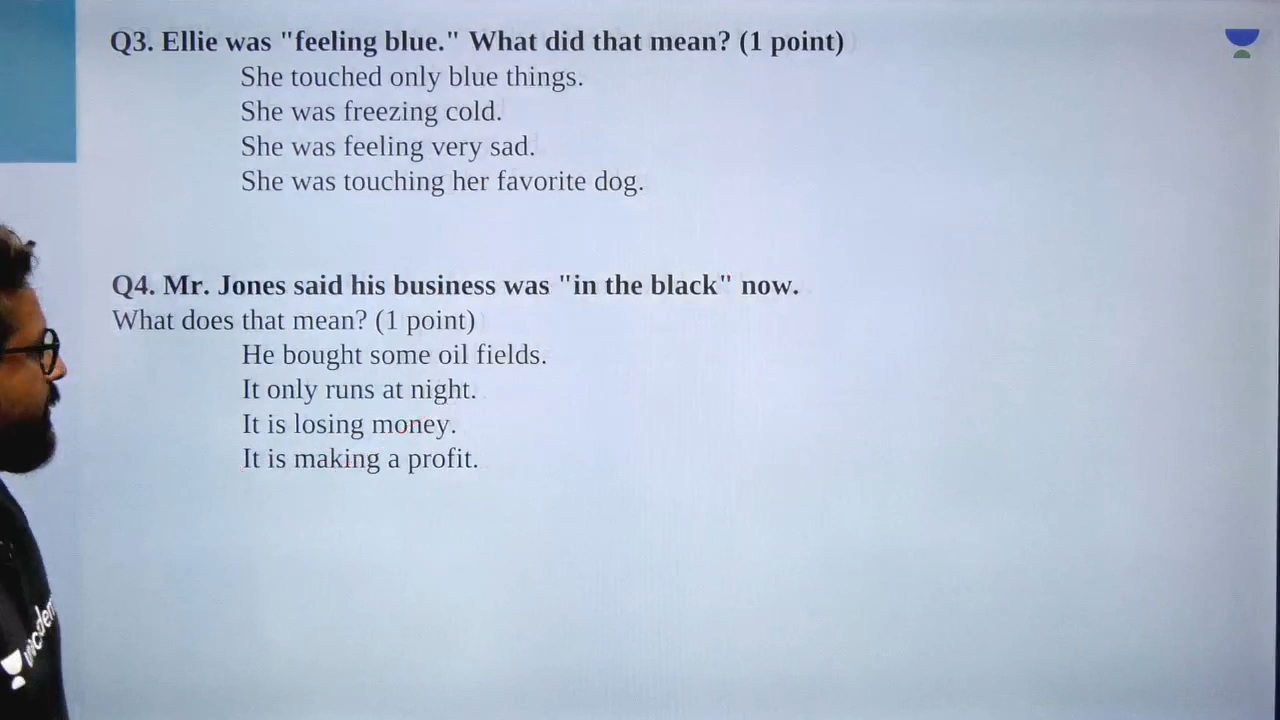 Q3. Ellie was "feeling blue." What did that mean? (1 point)
She touched only blue things.
She was freezing cold.
She was feeling very sad.
She was touching her favorite dog.
Q4. Mr. Jones said his business was "in the black" now.
What does that mean? (1 point)
He bought some oil fields.
It only runs at night.
It is losing money.
It is making a profit.